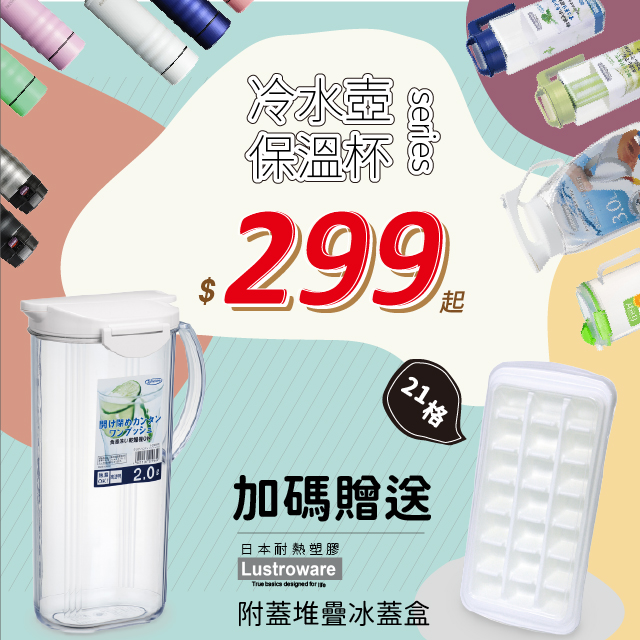 冷水壺
保溫杯
series
$299起
21格
開け閉めカンタン
ワンプッシュ
2.0ℓ
3.0
加碼贈送
日本耐熱塑膠
Lustroware
True basics designed for life
附蓋堆疊冰蓋盒